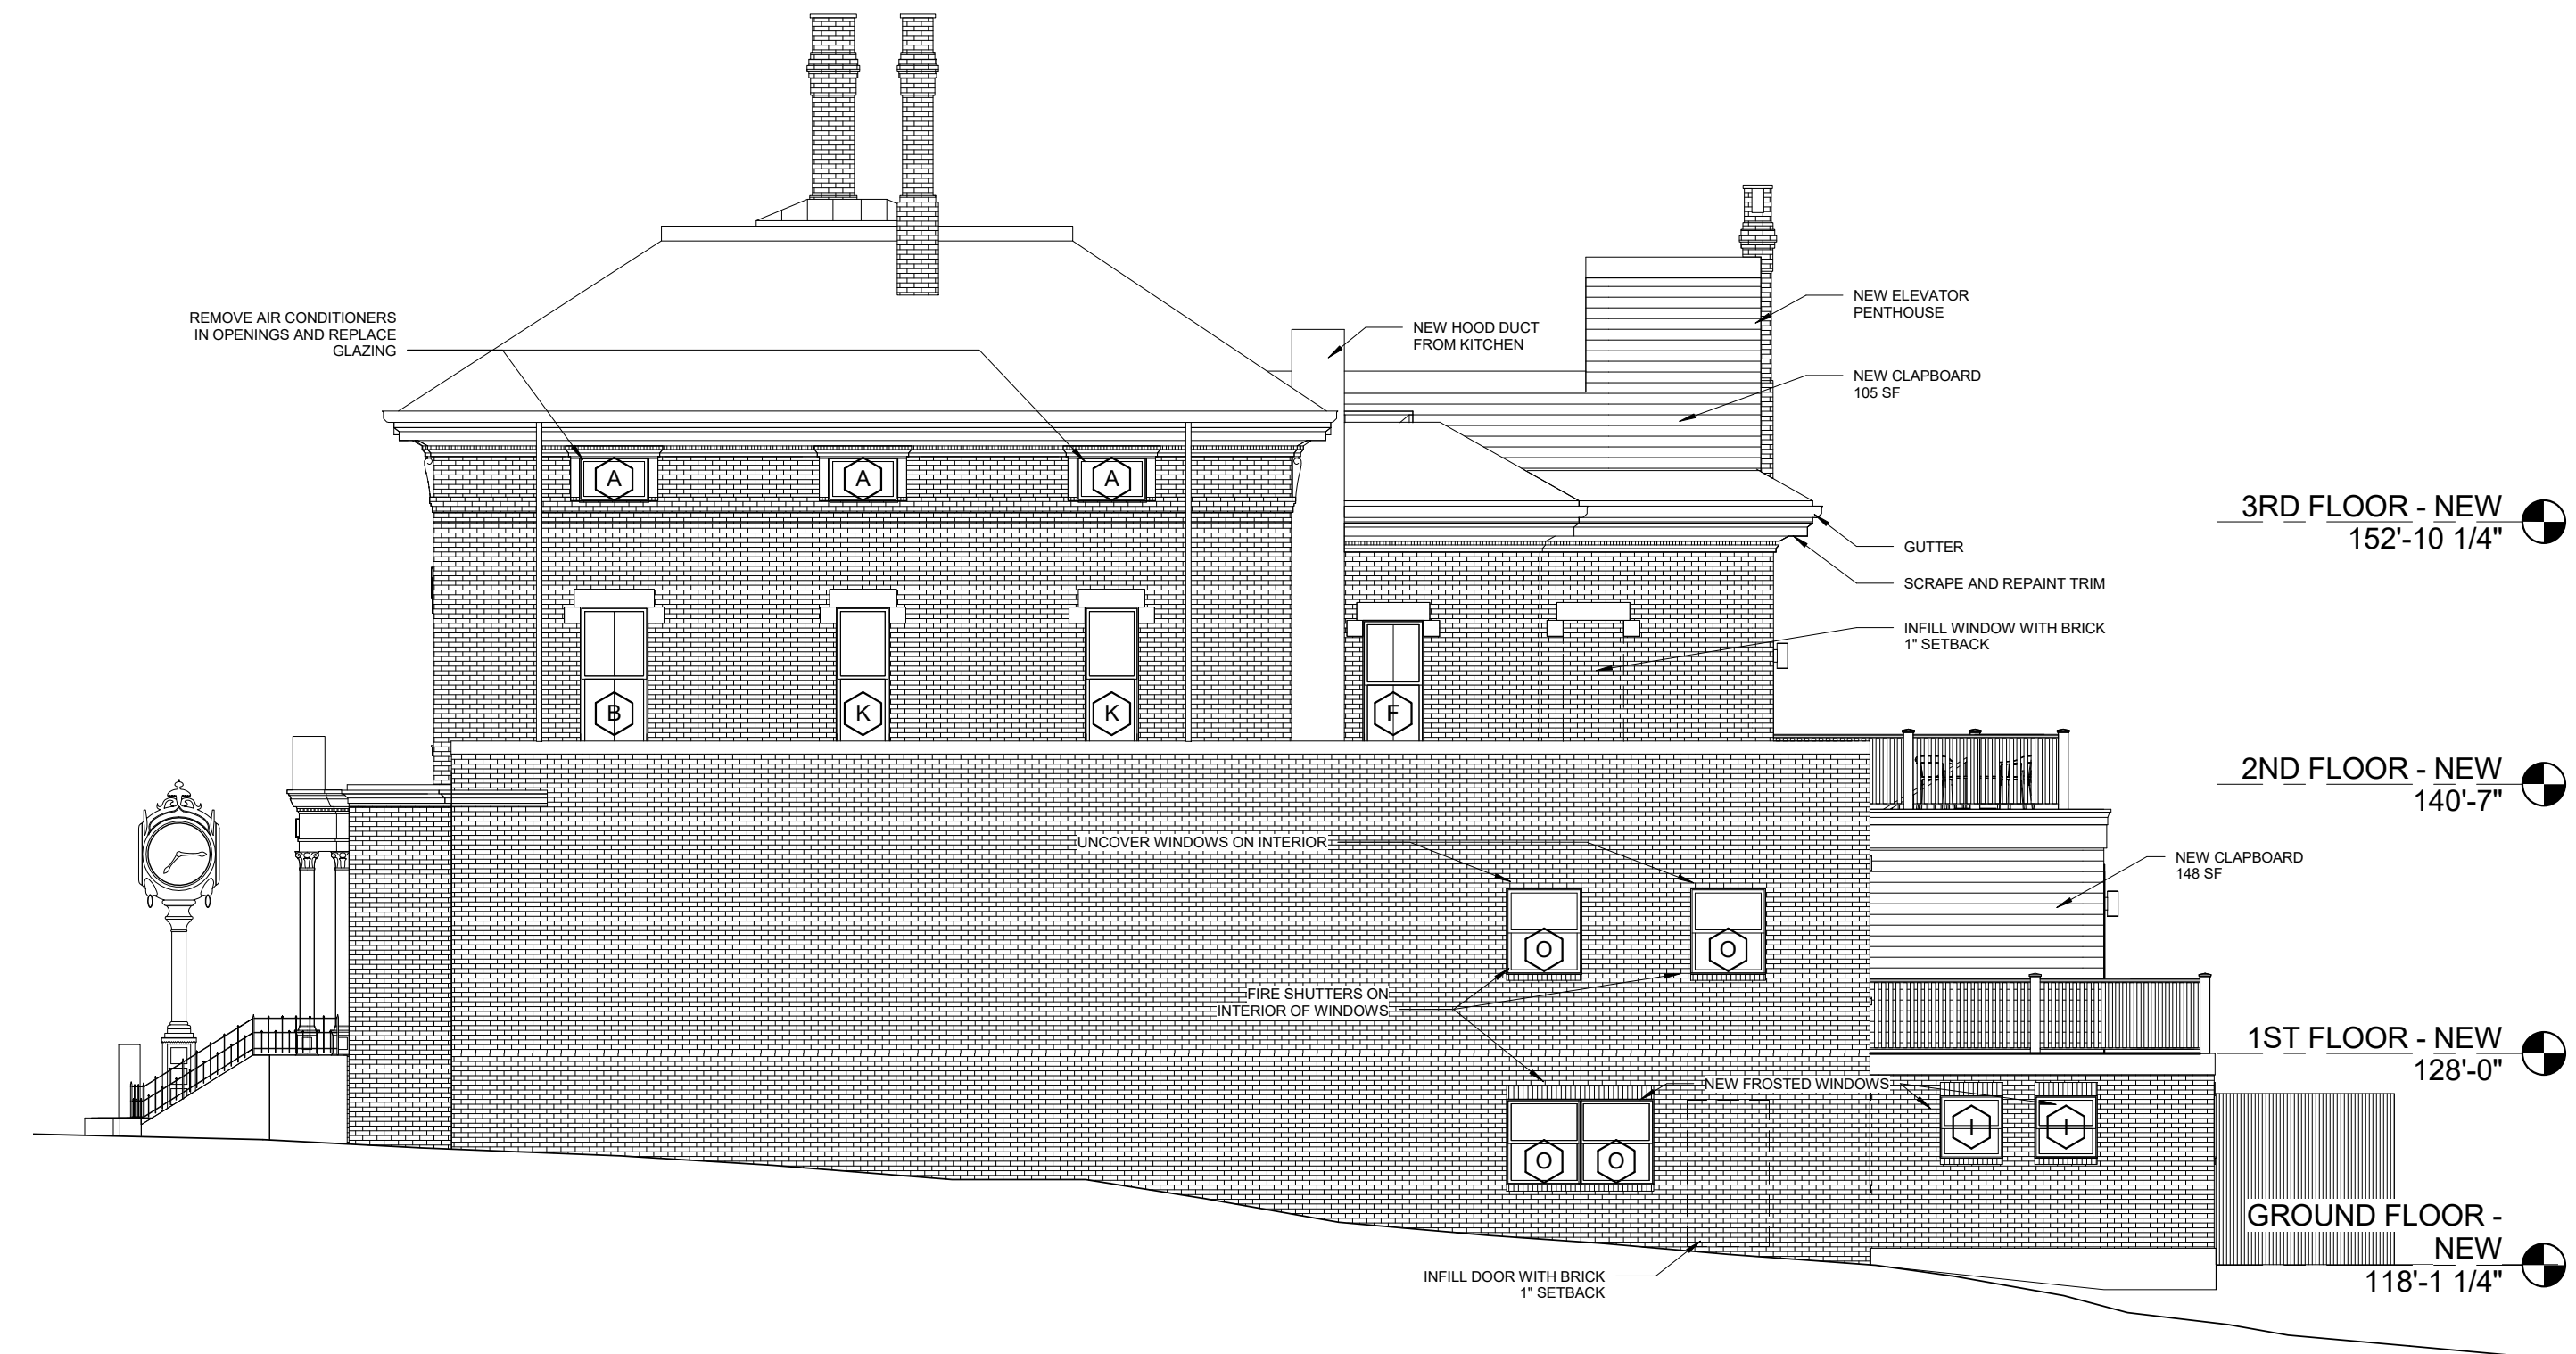 REMOVE AIR CONDITIONERS
IN OPENINGS AND REPLACE
GLAZING
NEW HOOD DUCT
FROM KITCHEN
NEW ELEVATOR
PENTHOUSE
NEW CLAPBOARD
105 SF
A
A
A
3RD FLOOR - NEW
152'-10 1/4"
GUTTER
SCRAPE AND REPAINT TRIM
INFILL WINDOW WITH BRICK
1" SETBACK
B
K
K
F
2ND FLOOR - NEW
140'-7"
UNCOVER WINDOWS ON INTERIOR
NEW CLAPBOARD
148 SF
O
O
FIRE SHUTTERS ON
INTERIOR OF WINDOWS
1ST FLOOR - NEW
128'-0"
NEW FROSTED WINDOWS
I
I
O
O
GROUND FLOOR -
NEW
118'-1 1/4"
INFILL DOOR WITH BRICK
1" SETBACK